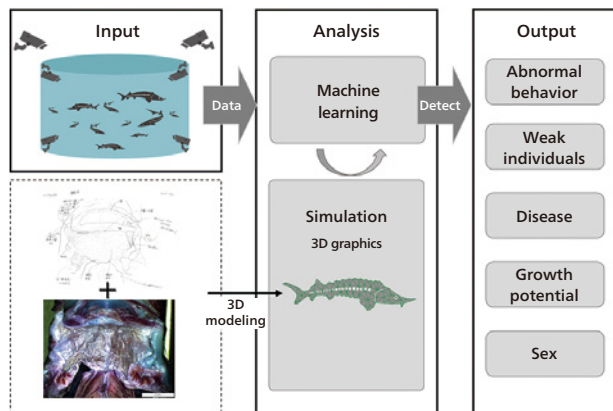 Input
Data
Analysis
Machine
learning
Simulation
3D graphics
Detect
Output
Abnormal
behavior
Weak
individuals
Disease
Growth
potential
Sex
+
3D
modeling